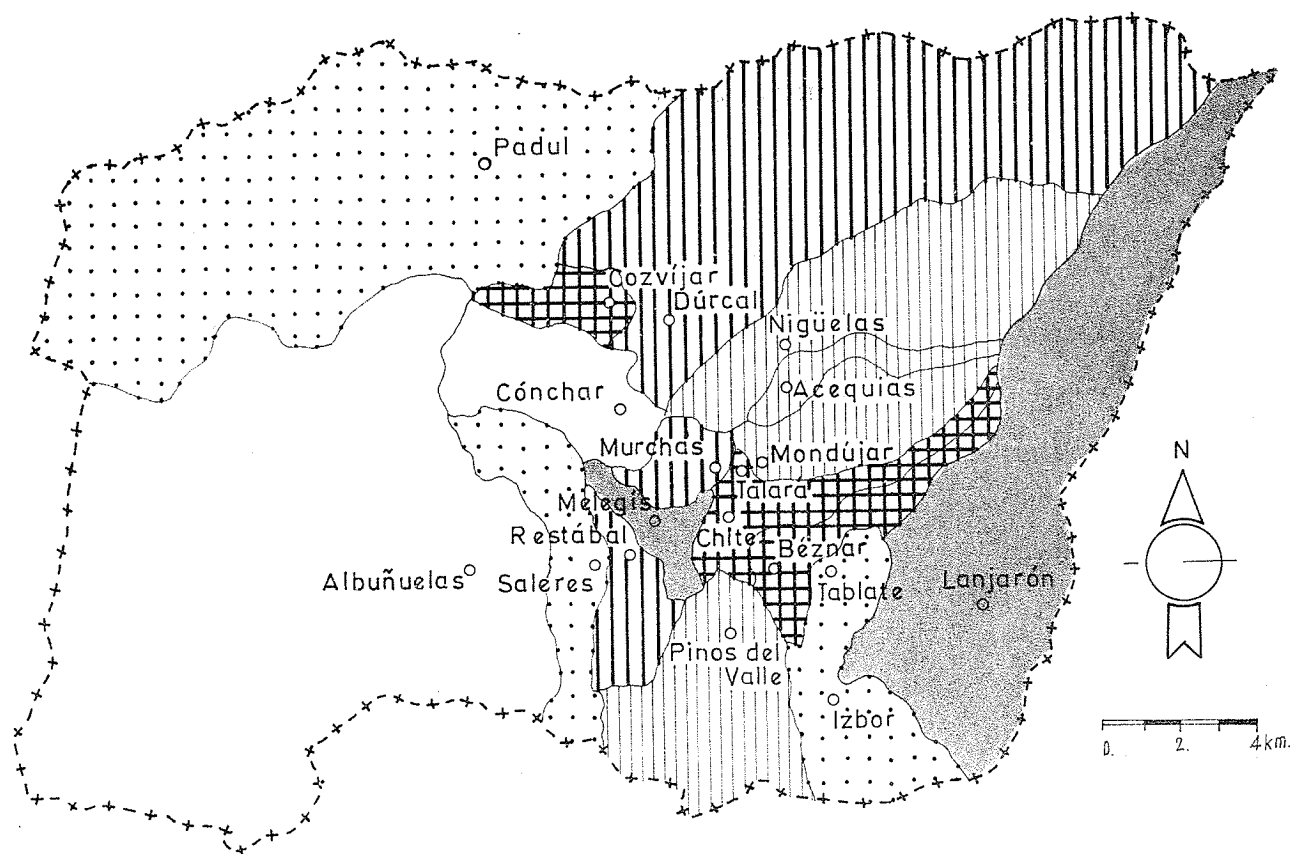 Padul
Cozvíjar
Dúrcal
Nigüelas
Acequias
Cónchar
Murchas
Mondújar
Talara
Melegís
Restábal
Chite
Béznar
Albuñuelas
Saleres
Tablate
Lanjarón
Pinos del
Valle
Izbor
N
0. 2. 4km.